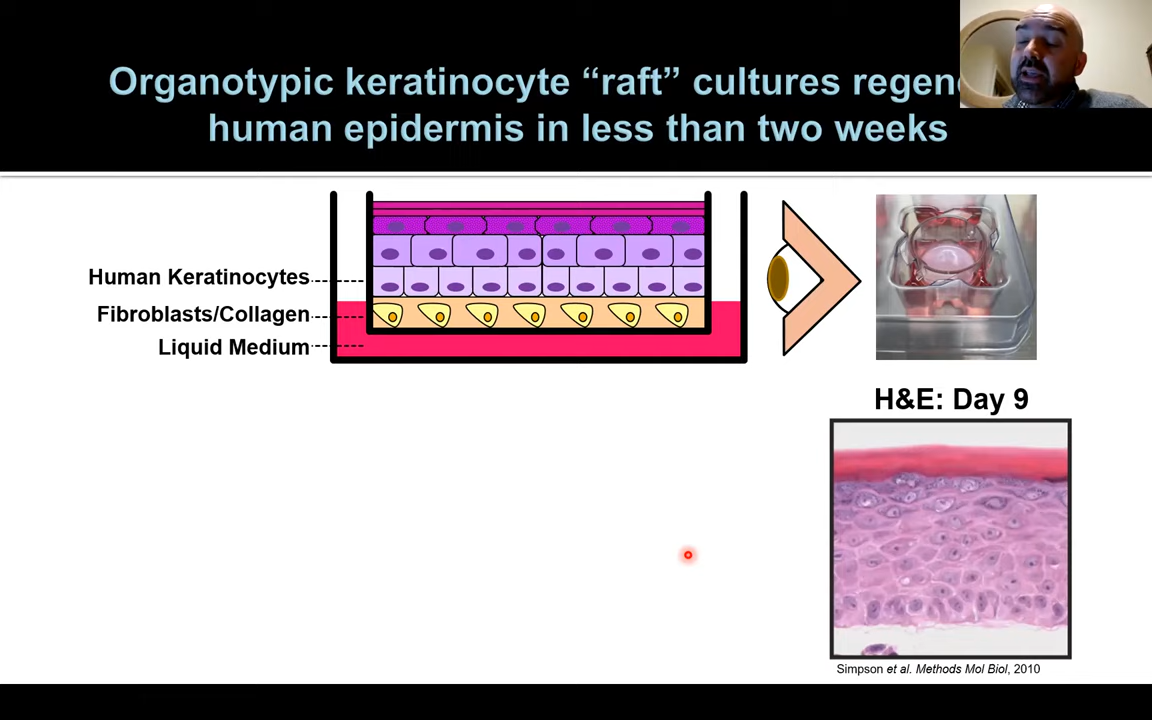 Organotypic keratinocyte “raft” cultures
human epidermis in less than two weeks
Human Keratinocytes
Fibroblasts/Collagen
Liquid Medium
H&E: Day 9
Simpson et al. Methods Mol Biol, 2010